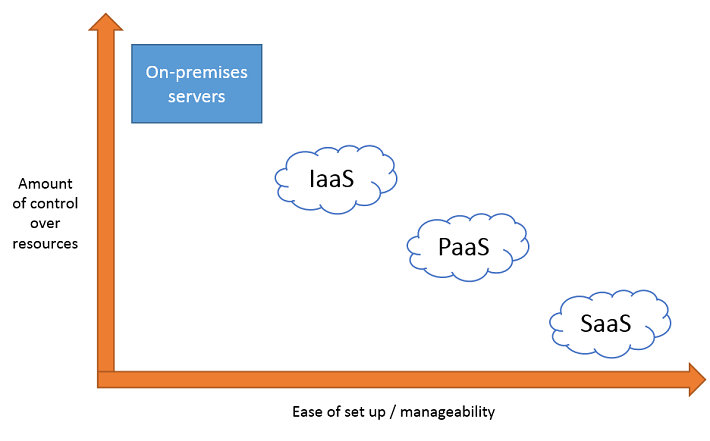 On-premises
servers
IaaS
Amount
of control
over
resources
PaaS
SaaS
Ease of set up / manageability